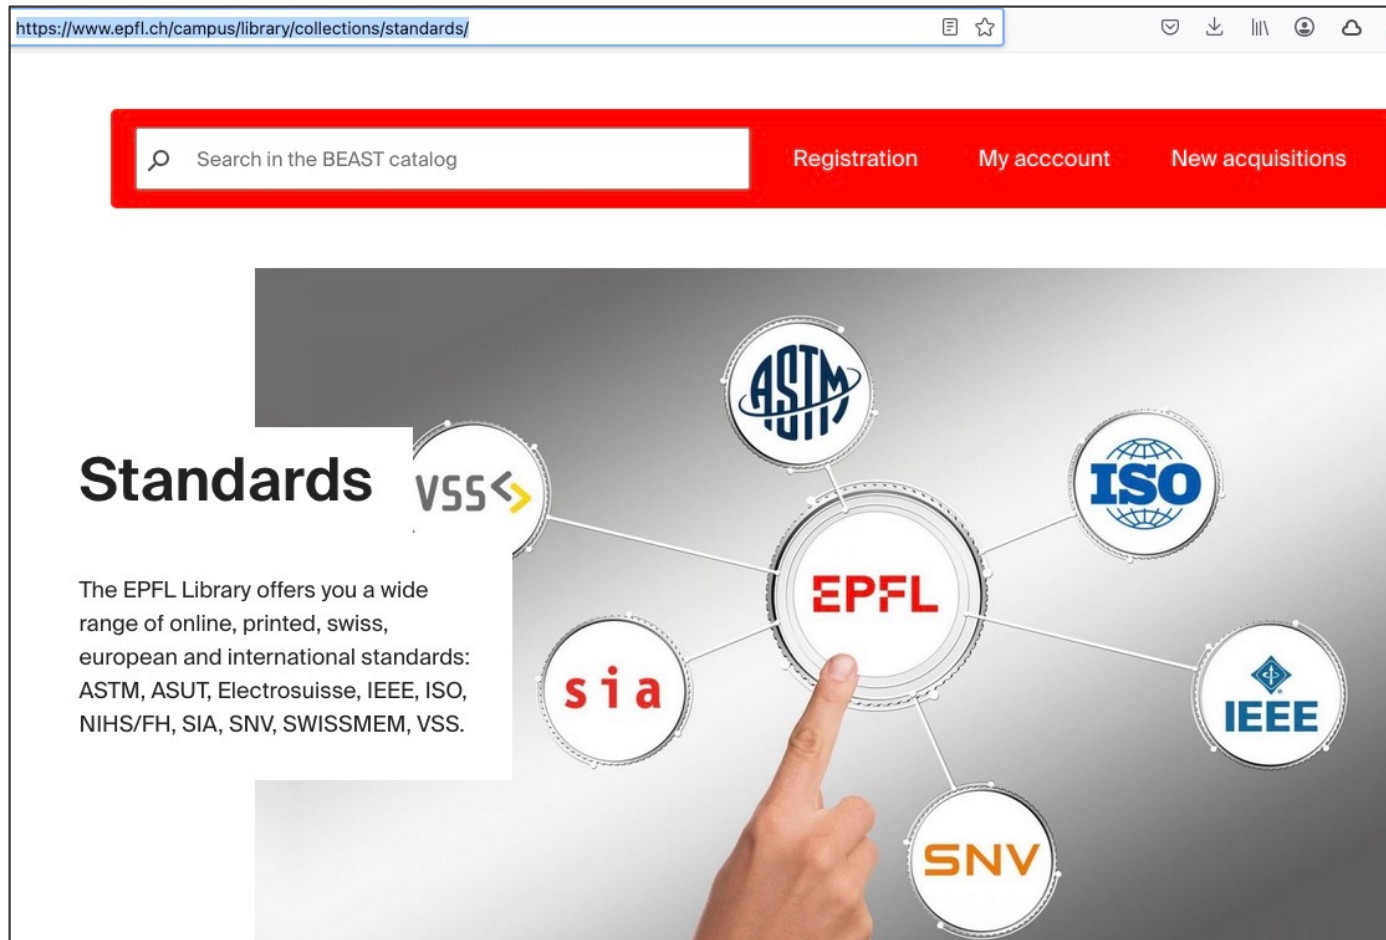 https://www.epfl.ch/campus/library/collections/standards/
Search in the BEAST catalog
Registration
My acccount
New acquisitions
ASTM
Standards
VSS
ISO
EPFL
The EPFL Library offers you a wide
range of online, printed, swiss,
european and international standards:
ASTM, ASUT, Electrosuisse, IEEE, ISO,
NIHS/FH, SIA, SNV, SWISSMEM, VSS.
sia
IEEE
SNV